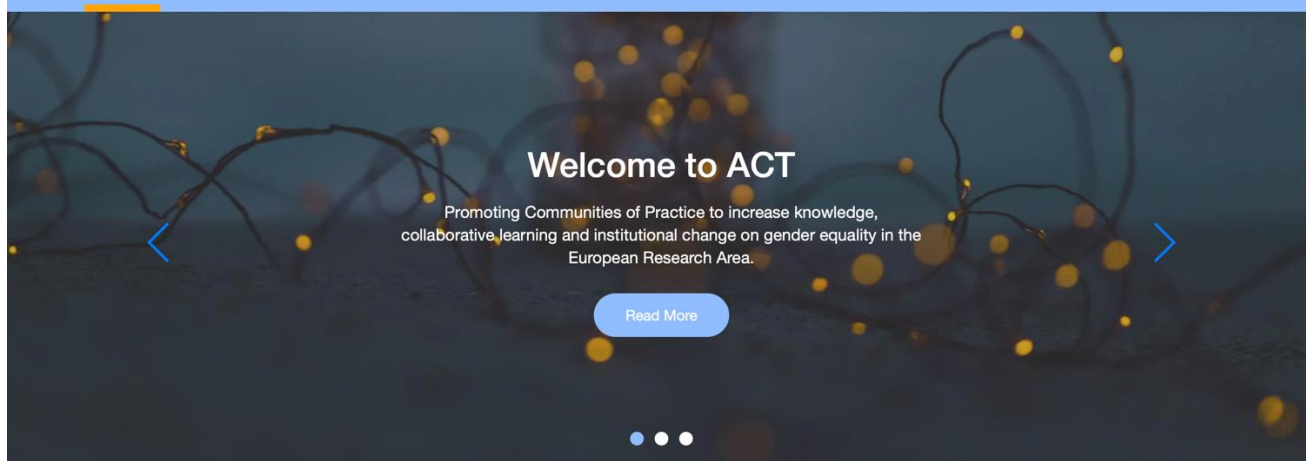 Welcome to ACT
Promoting Communities of Practice to increase knowledge,
collaborative learning and institutional change on gender equality in the
European Research Area.
Read More